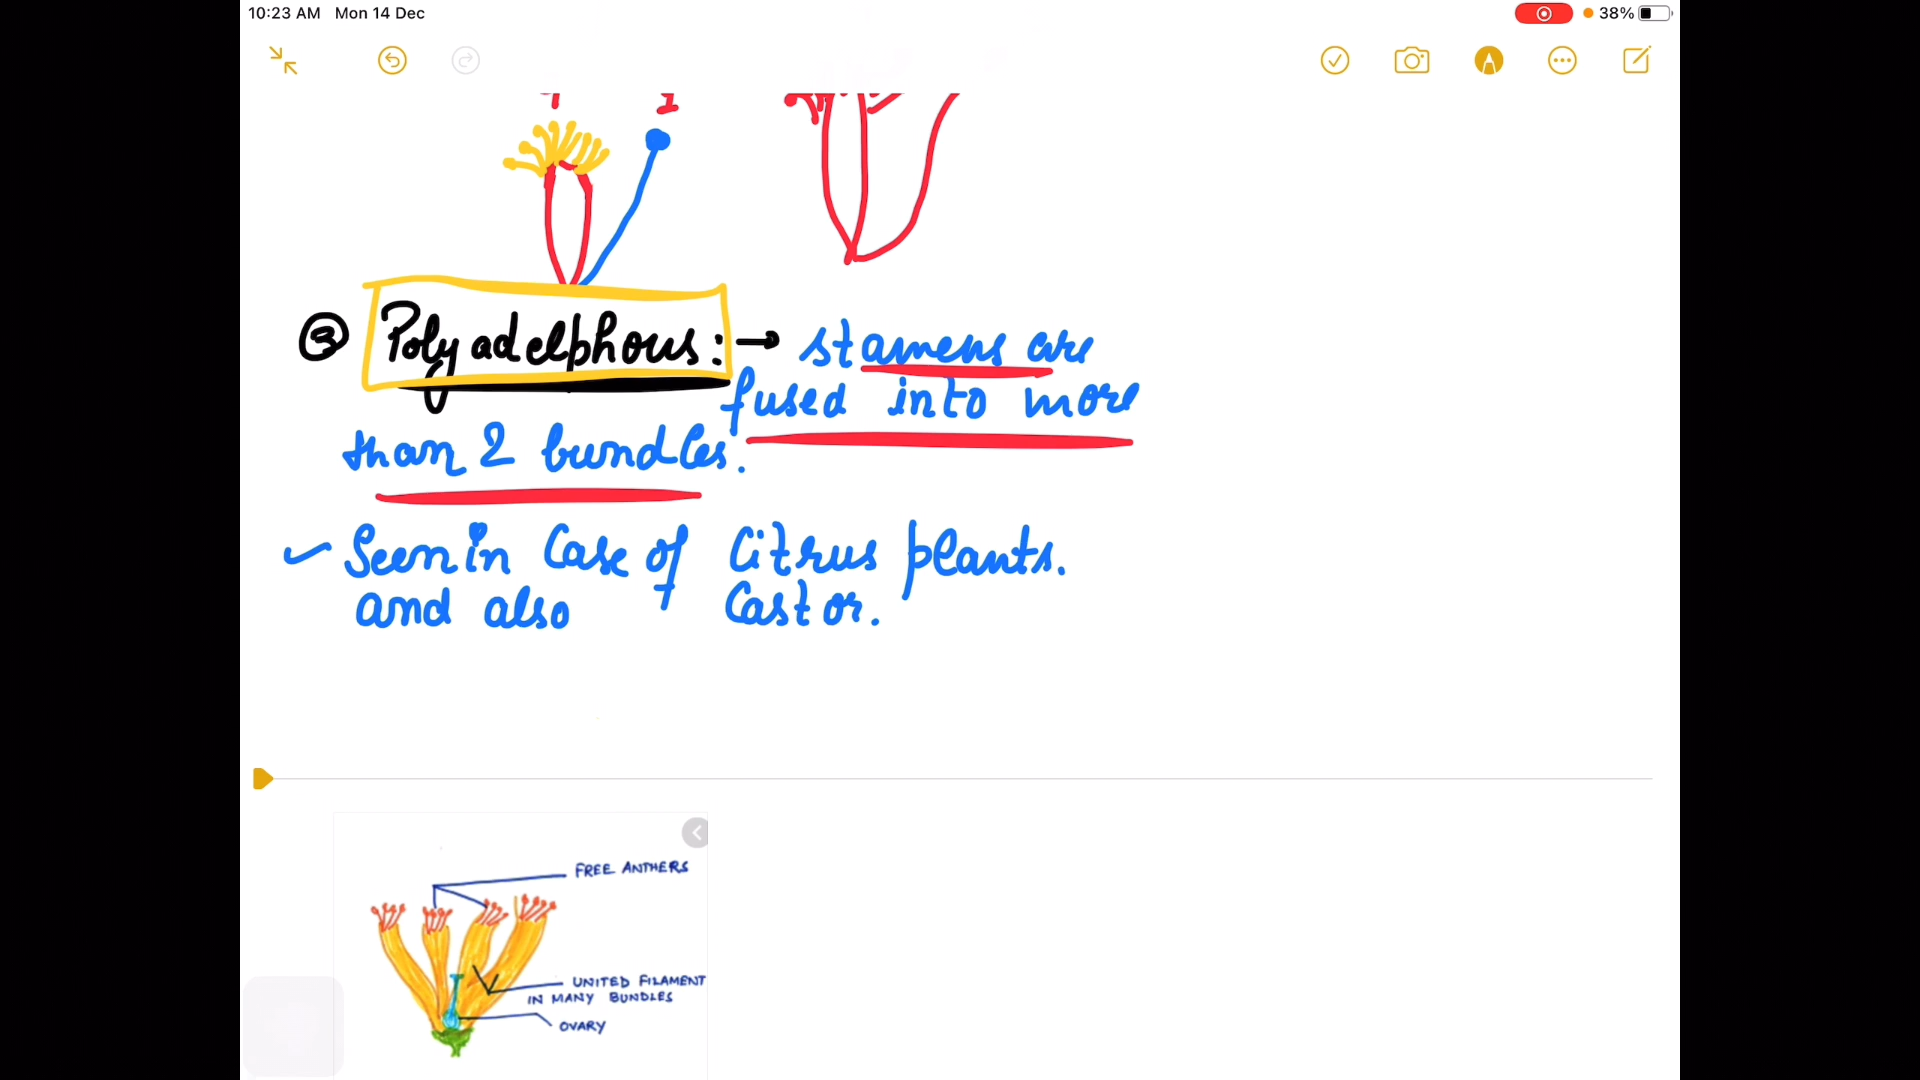 10:23 AM Mon 14 Dec
38%
3 Polyadelphous: → stamens are
fused into more
than 2 bundles.
Seen in Case of Citrus plants.
and also Castor.
FREE ANTHERS
UNITED FILAMENT
IN MANY BUNDLES
OVARY